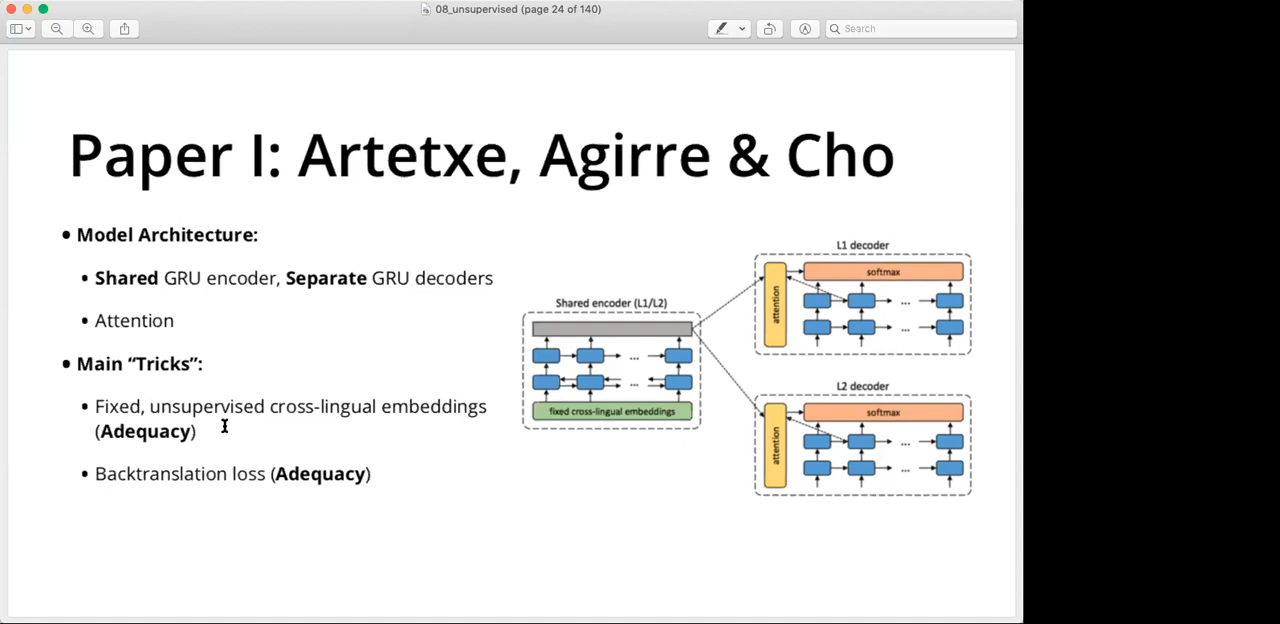 08_unsupervised (page 24 of 140)
Search
Paper I: Artetxe, Agirre & Cho
• Model Architecture:
• Shared GRU encoder, Separate GRU decoders
• Attention
• Main “Tricks”:
• Fixed, unsupervised cross-lingual embeddings
(Adequacy)
• Backtranslation loss (Adequacy)
Shared encoder (L1/L2)
...
...
fixed cross-lingual embeddings
L1 decoder
attention
softmax
...
...
L2 decoder
attention
softmax
...
...